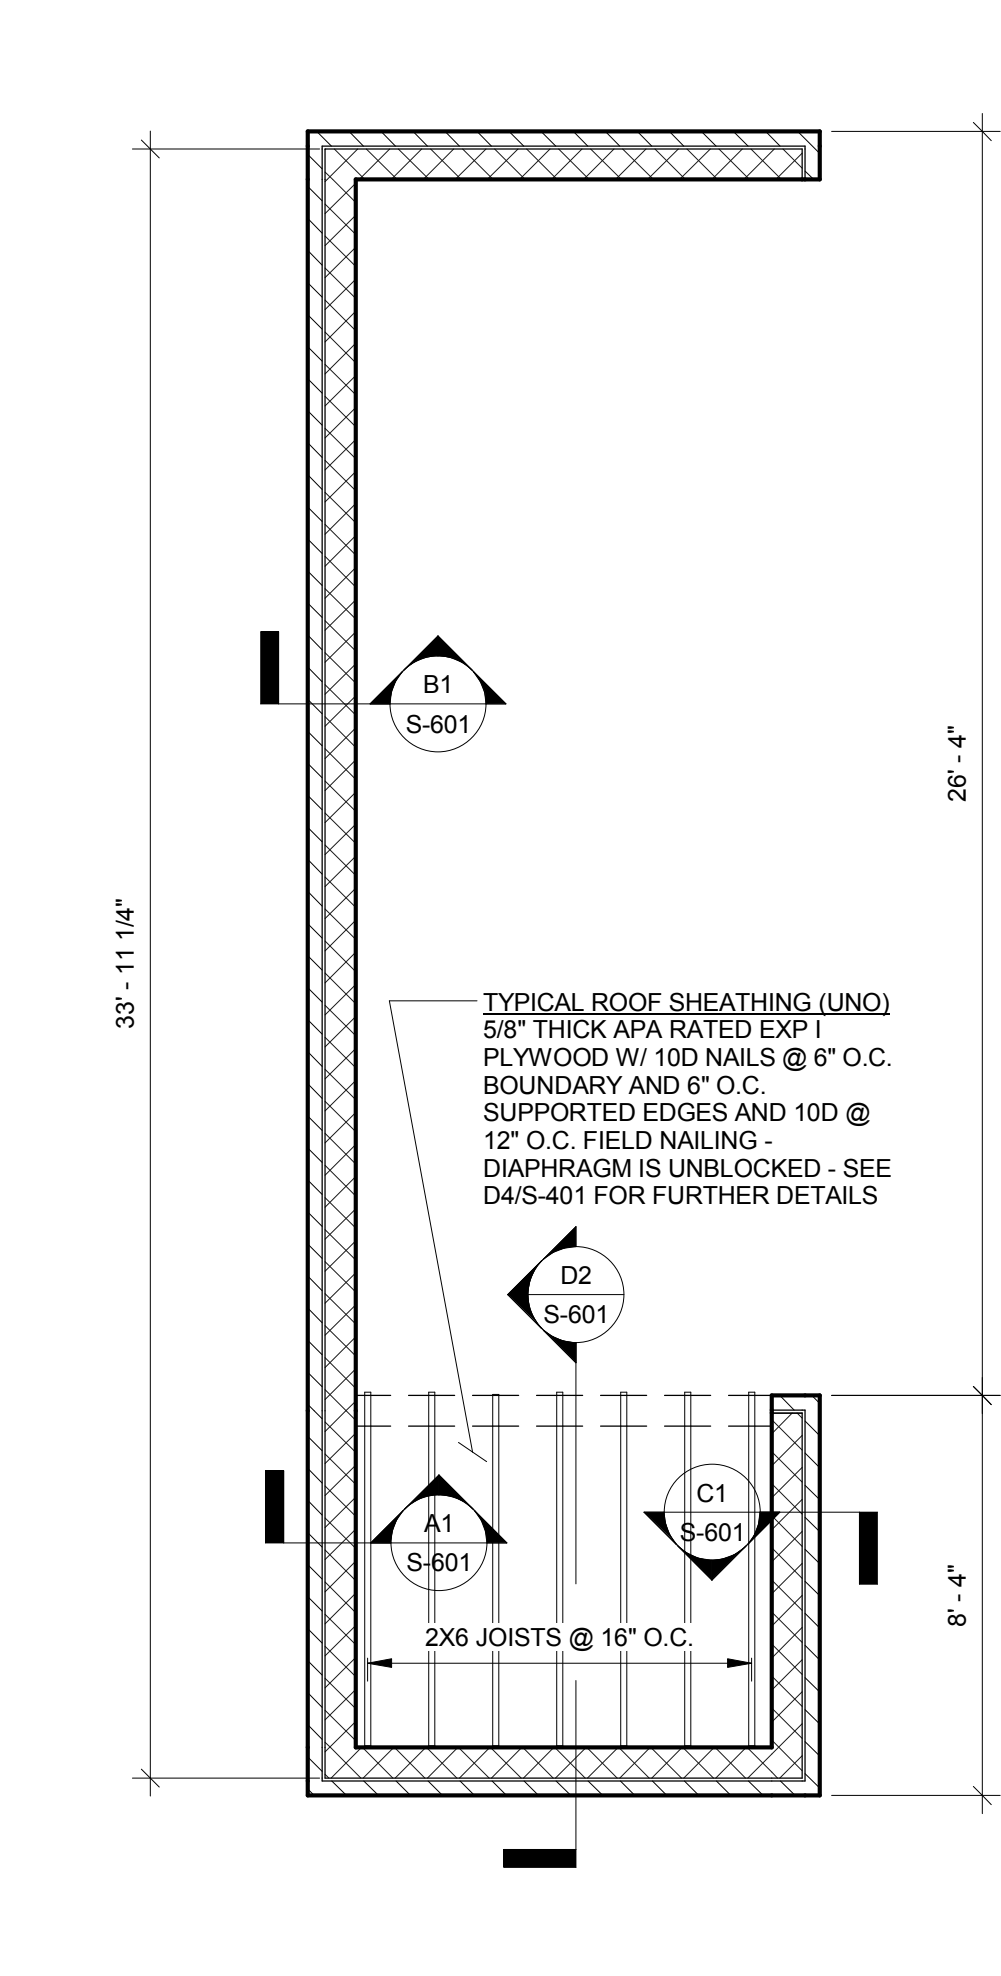 B1
S-601
26' - 4"
33' - 11 1/4"
TYPICAL ROOF SHEATHING (UNO)
5/8" THICK APA RATED EXP I
PLYWOOD W/ 10D NAILS @ 6" O.C.
BOUNDARY AND 6" O.C.
SUPPORTED EDGES AND 10D @
12" O.C. FIELD NAILING -
DIAPHRAGM IS UNBLOCKED - SEE
D4/S-401 FOR FURTHER DETAILS
D2
S-601
C1
S-601
A1
S-601
8' - 4"
2X6 JOISTS @ 16" O.C.